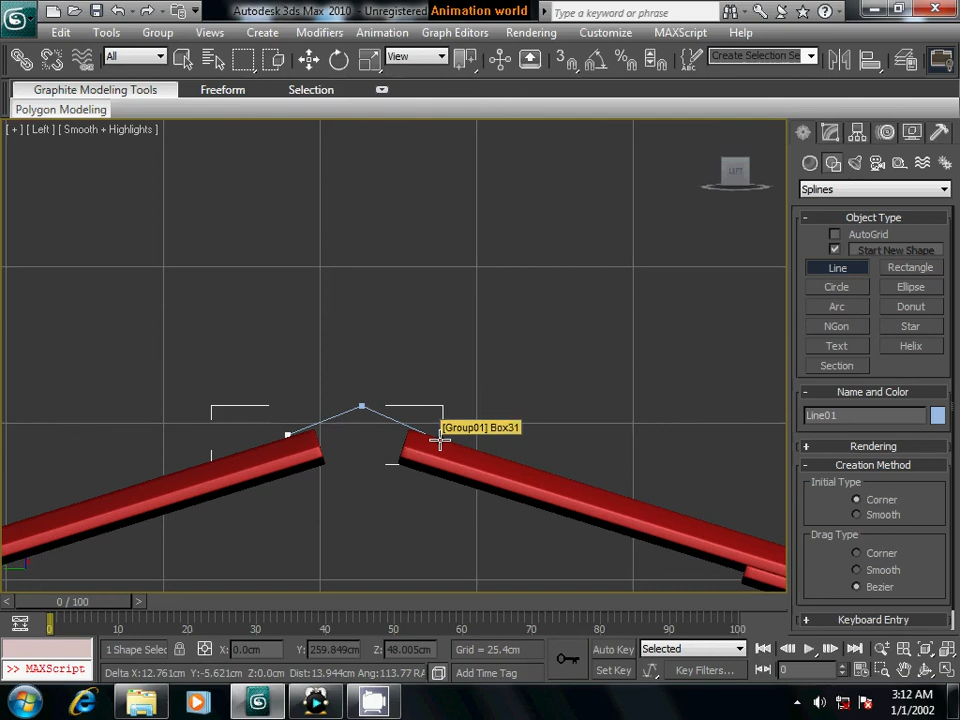 Autodesk 3ds Max 2010 - Unregistered Animation world
Type a keyword or phrase
Edit Tools Group Views Create Modifiers Animation Graph Editors Rendering Customize MAXScript Help
All
View
3
Create Selection Se
Graphite Modeling Tools Freeform Selection
Polygon Modeling
[ + ] [ Left ] [ Smooth + Highlights ]
LEFT
[Group01] Box31
Splines
- Object Type
AutoGrid
Start New Shape
Line Rectangle
Circle Ellipse
Arc Donut
NGon Star
Text Helix
Section
- Name and Color
Line01
+ Rendering
- Creation Method
Initial Type
Corner
Smooth
Drag Type
Corner
Smooth
Bezier
+ Keyboard Entry
< 0 / 100 >
0 10 20 30 40 50 60 70 80 90 100
1 Shape Selec X: 0.0cm Y: 259.849cm Z: 48.005cm Grid = 25.4cm Auto Key Selected
>> MAXScript Delta X=12.761cm Y=-5.621cm Z=0.0cm Dist:13.944cm Ang:113.77 RA Add Time Tag Set Key Key Filters... 0
3:12 AM
1/1/2002